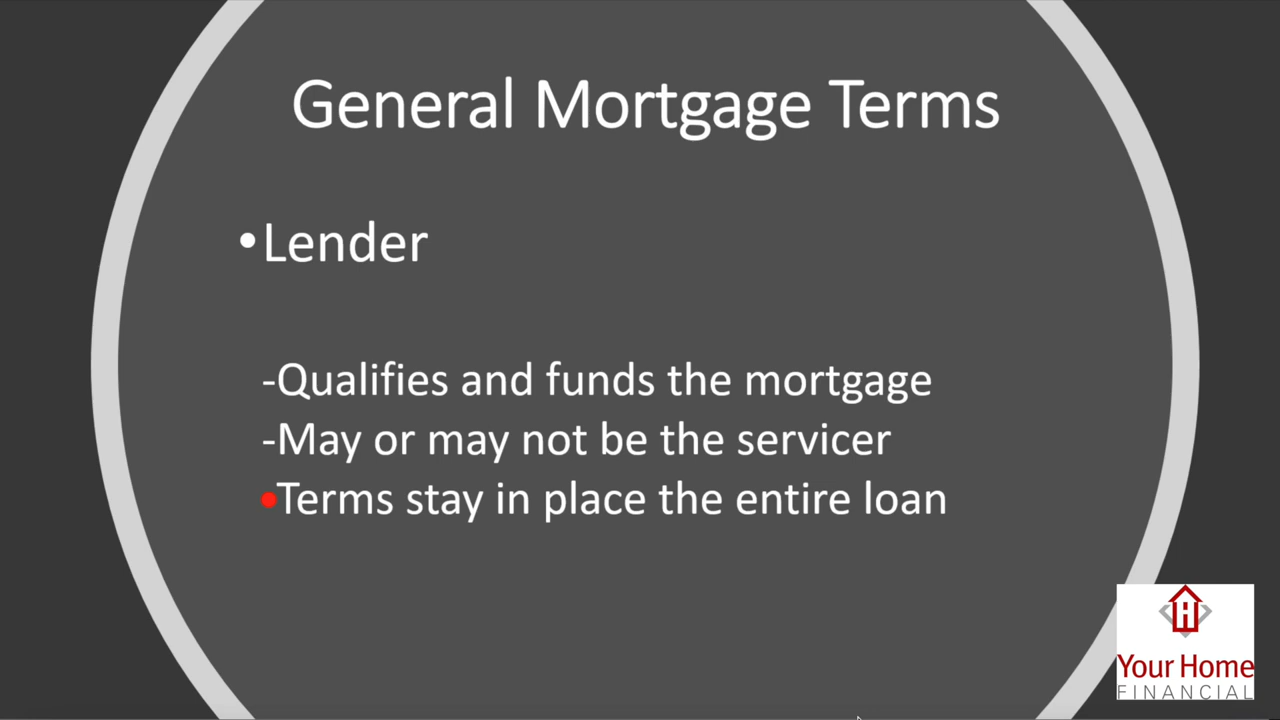 General Mortgage Terms
•Lender
-Qualifies and funds the mortgage
-May or may not be the servicer
Terms stay in place the entire loan
Your Home
FINANCIAL